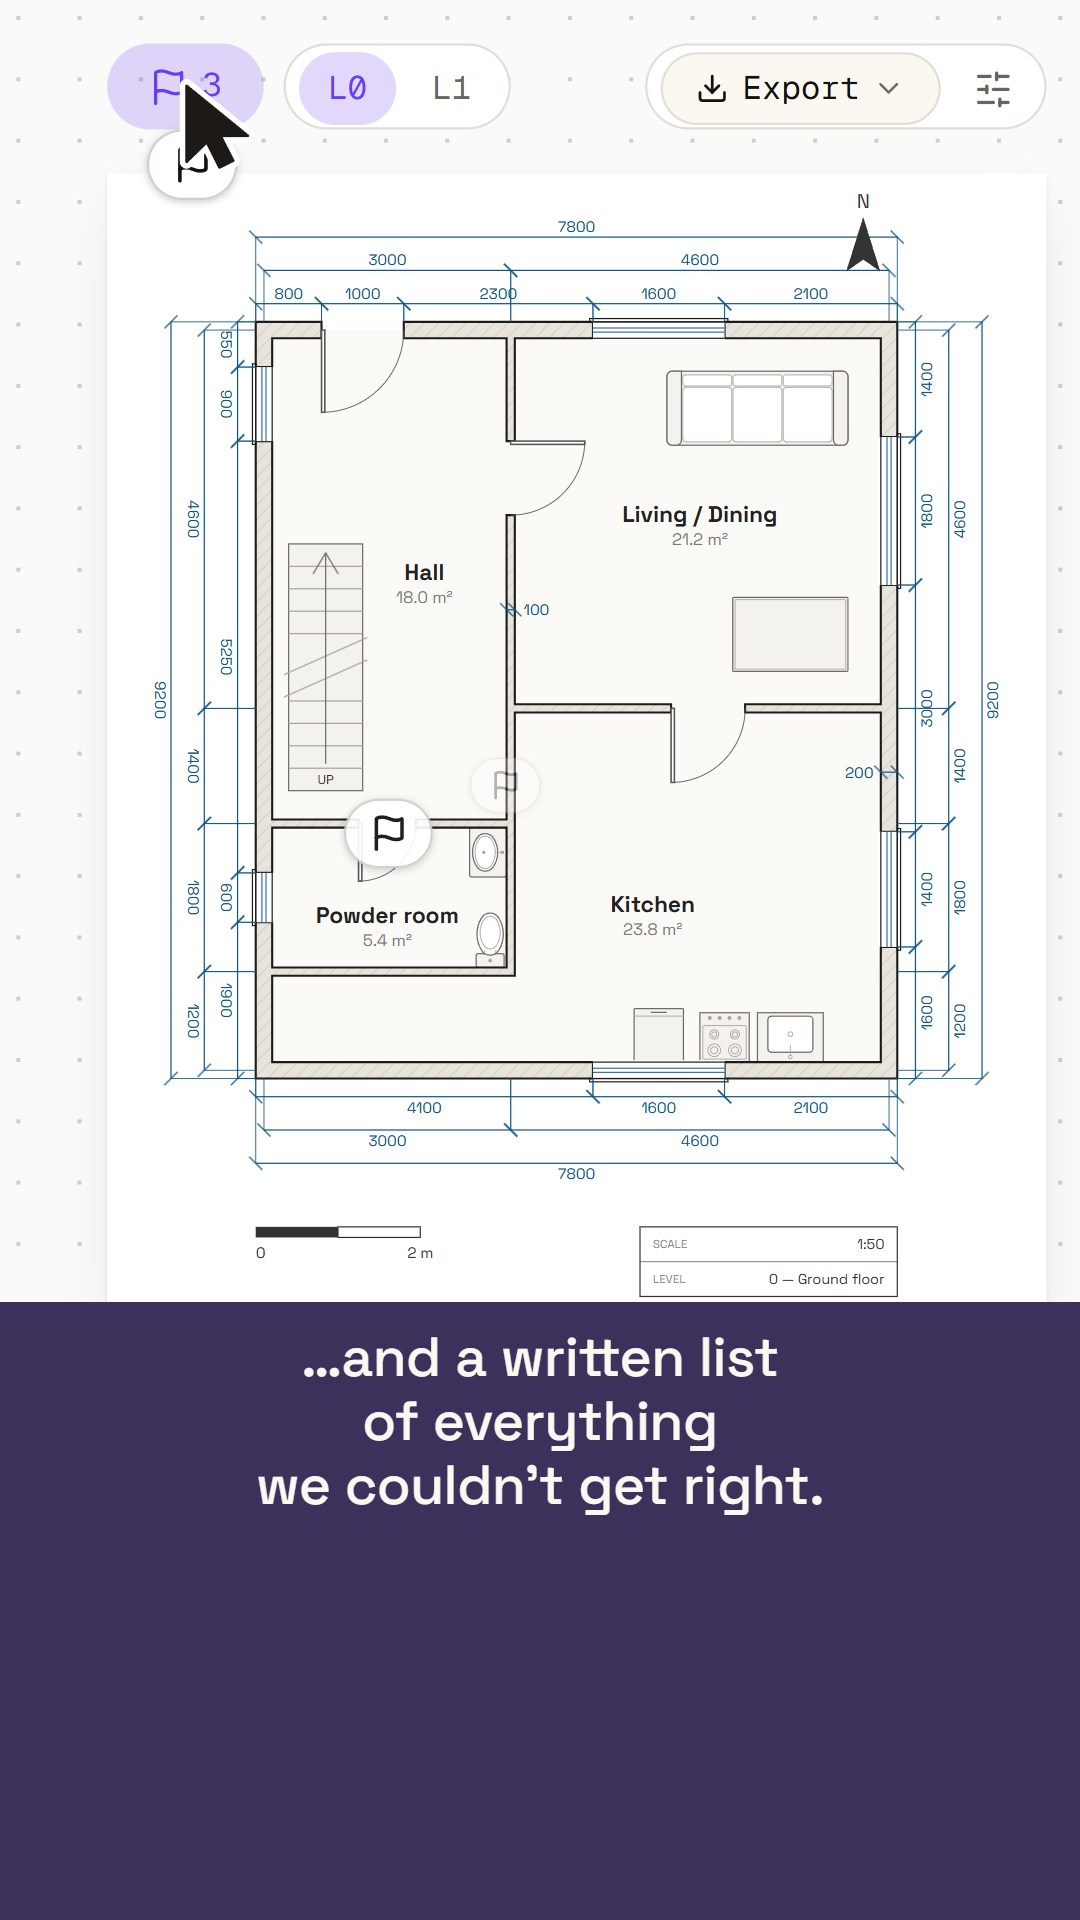 3
L0
L1
Export
N
7800
3000
4600
800
1000
2300
1600
2100
550
900
4600
5250
9200
1400
1800
600
1200
1900
1400
1800
4600
3000
9200
200
1400
1400
1800
1600
1200
Living / Dining
21.2 m²
Hall
18.0 m²
100
UP
Powder room
5.4 m²
Kitchen
23.8 m²
4100
1600
2100
3000
4600
7800
0
2 m
SCALE
1:50
LEVEL
0 — Ground floor
...and a written list
of everything
we couldn't get right.